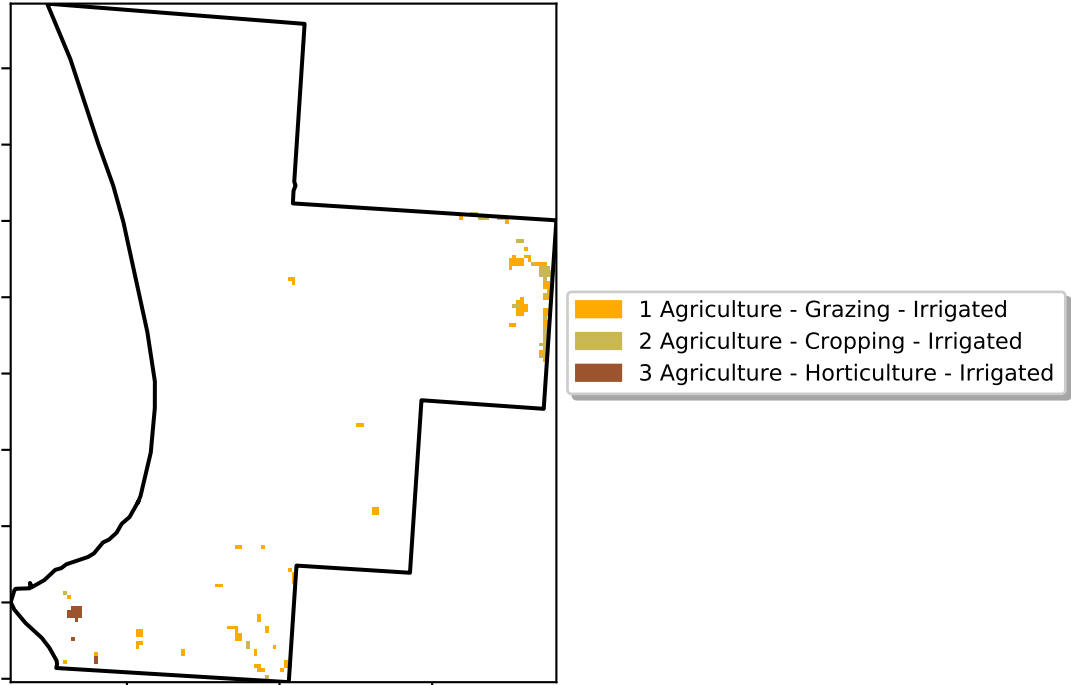 1 Agriculture - Grazing - Irrigated
2 Agriculture - Cropping - Irrigated
3 Agriculture - Horticulture - Irrigated